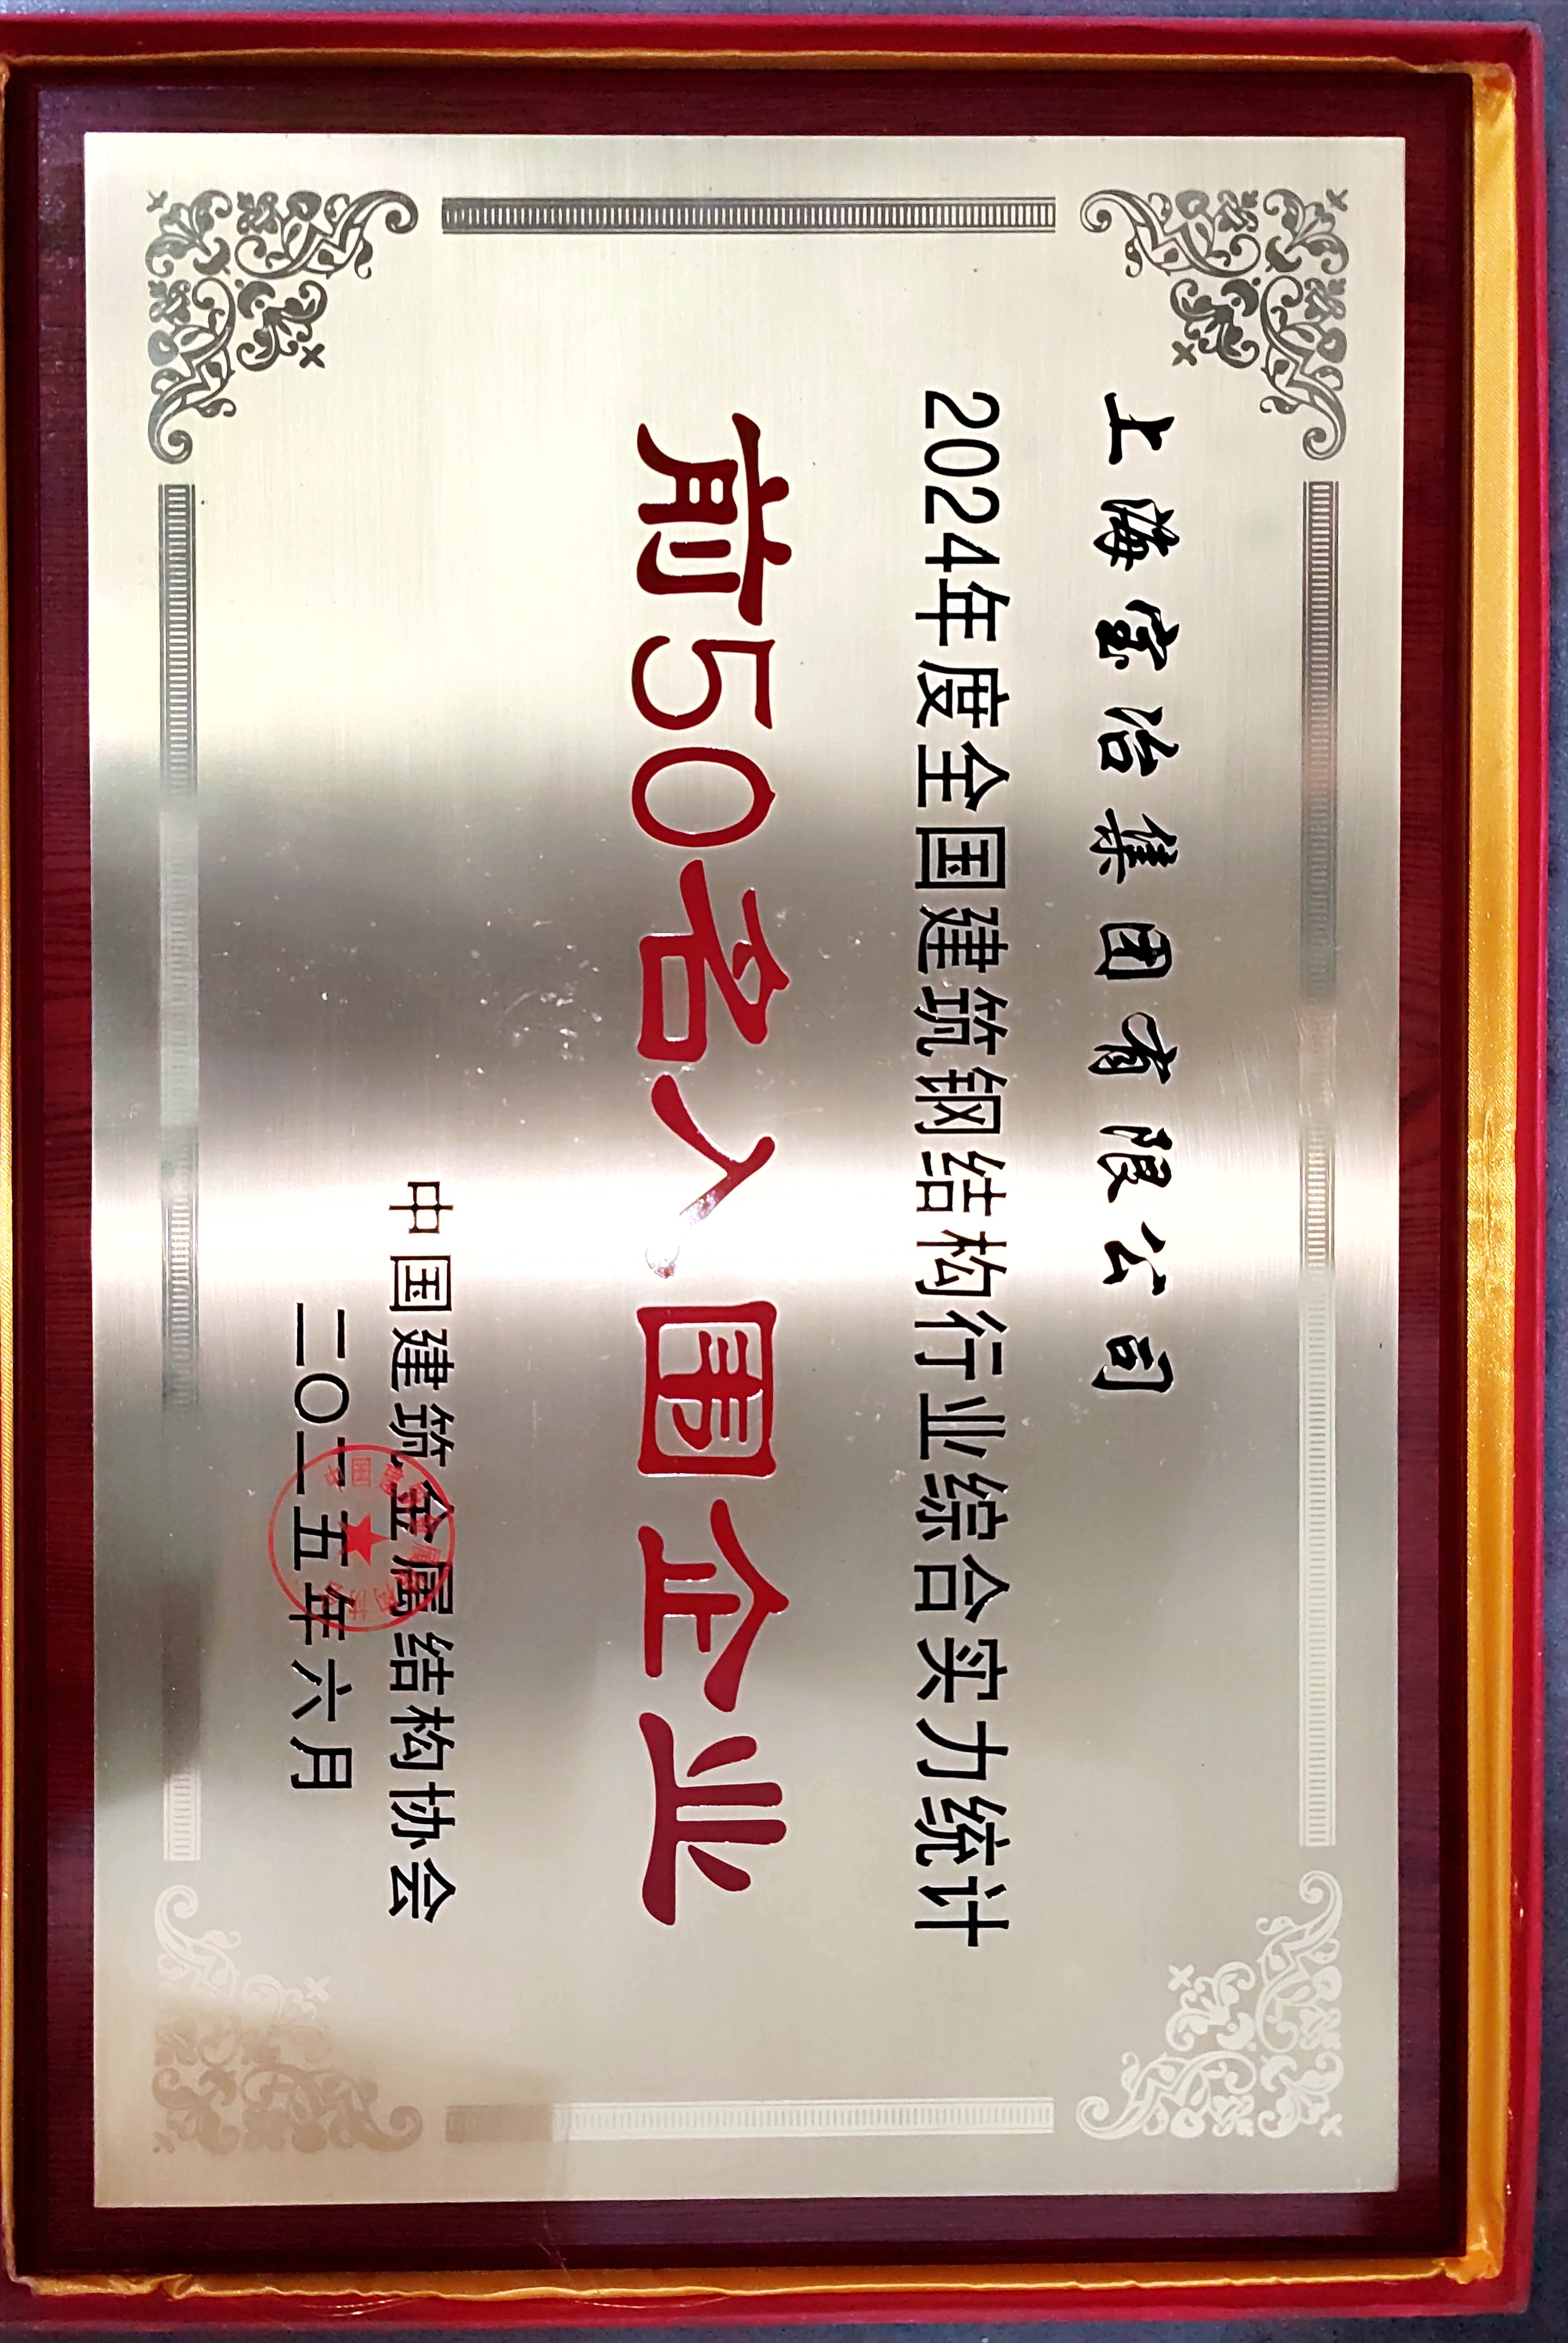 上海宝冶集团有限公司
2024年度全国建筑钢结构行业综合实力统计
前50名入围企业
中国建筑金属结构协会
二〇二五年六月